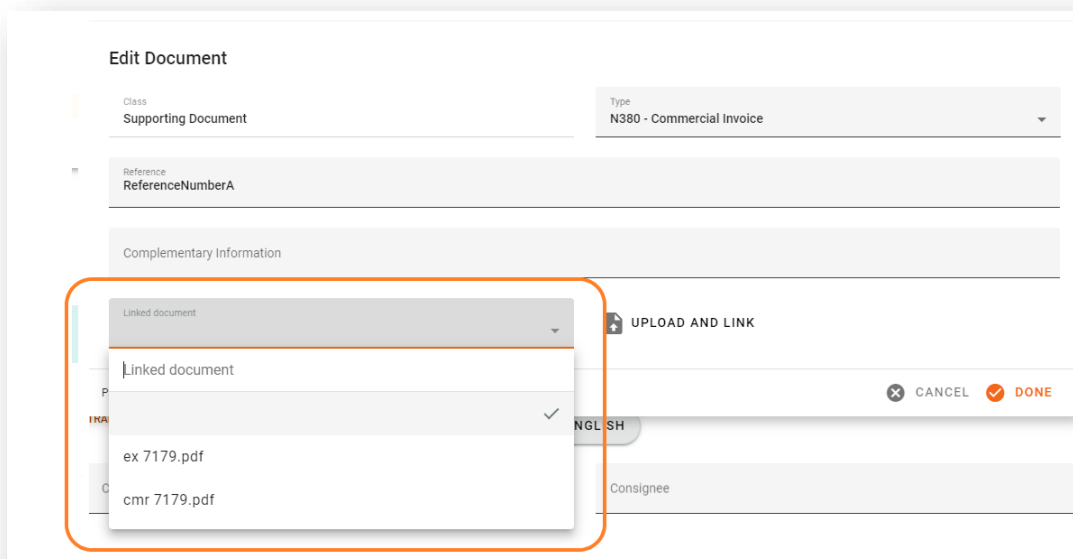 Edit Document
Class
Supporting Document
Type
N380 - Commercial Invoice
Reference
ReferenceNumberA
Complementary Information
Linked document
UPLOAD AND LINK
Linked document
CANCEL
DONE
ex 7179.pdf
Consignee
cmr 7179.pdf